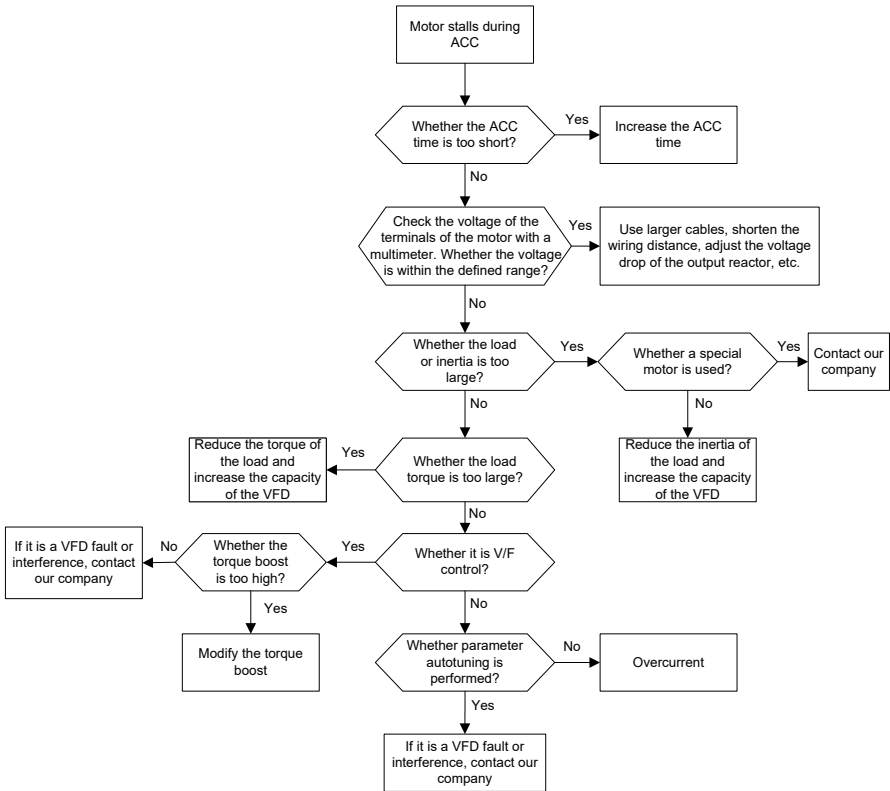 Motor stalls during
ACC
Whether the ACC
time is too short?
Yes
Increase the ACC
time
No
Check the voltage of the
terminals of the motor with a
multimeter. Whether the voltage
is within the defined range?
Yes
Use larger cables, shorten the
wiring distance, adjust the voltage
drop of the output reactor, etc.
No
Whether the load
or inertia is too
large?
Yes
Whether a special
motor is used?
Yes
Contact our
company
No
No
Reduce the torque of
the load and
increase the capacity
of the VFD
Yes
Whether the load
torque is too large?
Reduce the inertia of
the load and
increase the capacity
of the VFD
No
If it is a VFD fault or
interference, contact
our company
No
Whether the
torque boost
is too high?
Yes
Whether it is V/F
control?
Yes
No
Modify the torque
boost
Whether parameter
autotuning is
performed?
No
Overcurrent
Yes
If it is a VFD fault or
interference, contact our
company